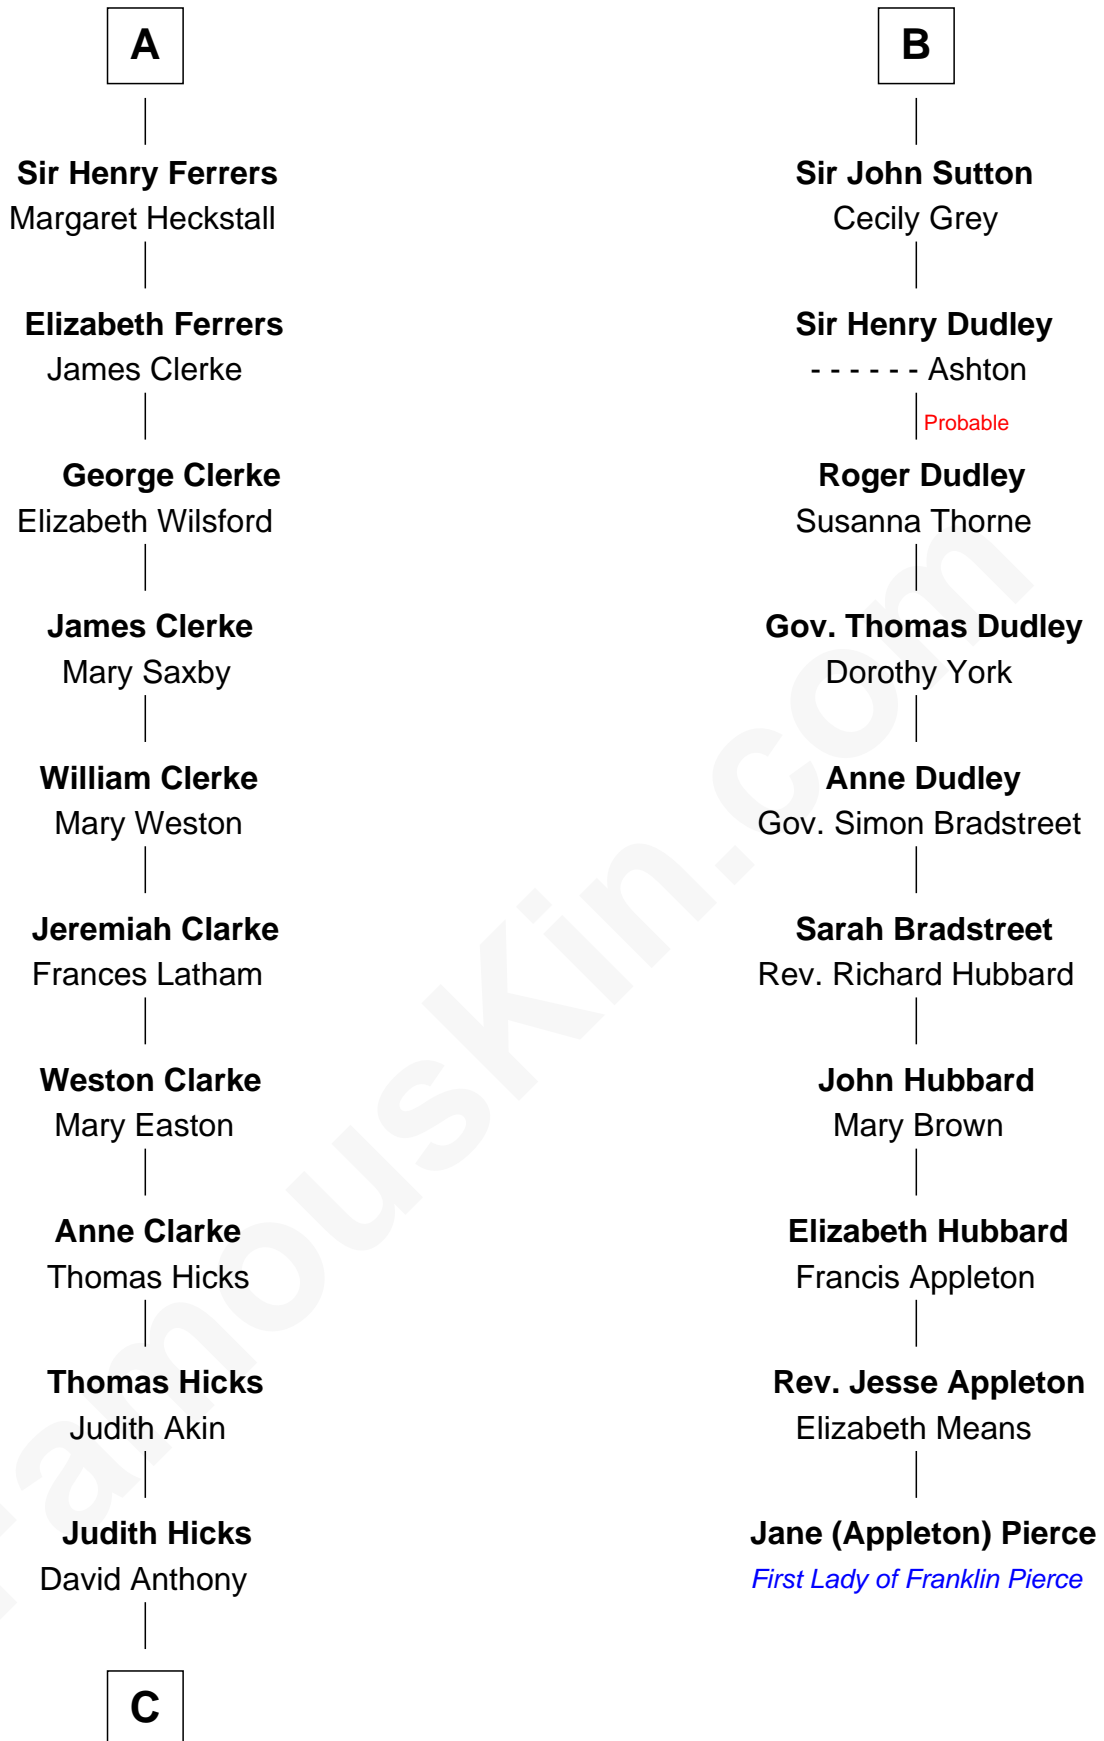 A
Sir Henry Ferrers
Margaret Heckstall
Elizabeth Ferrers
James Clerke
George Clerke
Elizabeth Wilsford
James Clerke
Mary Saxby
William Clerke
Mary Weston
Jeremiah Clarke
Frances Latham
Weston Clarke
Mary Easton
Anne Clarke
Thomas Hicks
Thomas Hicks
Judith Akin
Judith Hicks
David Anthony
C
B
Sir John Sutton
Cecily Grey
Sir Henry Dudley
- - - - - - Ashton
Probable
Roger Dudley
Susanna Thorne
Gov. Thomas Dudley
Dorothy York
Anne Dudley
Gov. Simon Bradstreet
Sarah Bradstreet
Rev. Richard Hubbard
John Hubbard
Mary Brown
Elizabeth Hubbard
Francis Appleton
Rev. Jesse Appleton
Elizabeth Means
Jane (Appleton) Pierce
First Lady of Franklin Pierce
FamousKin.com